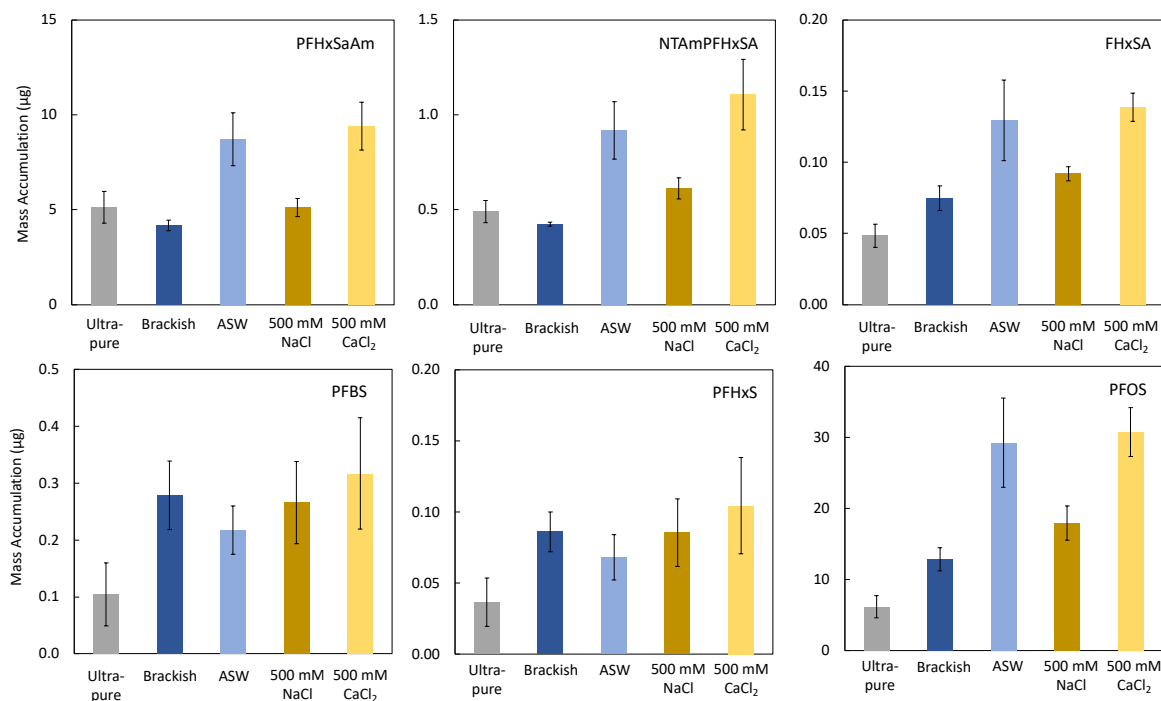 PFHxSaAm
Mass Accumulation (µg)
15
10
5
0
Ultra-
pure
Brackish
ASW
500 mM
NaCl
500 mM
CaCl₂
NTAmPFHxSA
1.5
1.0
0.5
0.0
Ultra-
pure
Brackish
ASW
500 mM
NaCl
500 mM
CaCl₂
FHxSA
0.20
0.15
0.10
0.05
0.00
Ultra-
pure
Brackish
ASW
500 mM
NaCl
500 mM
CaCl₂
PFBS
Mass Accumulation (µg)
0.5
0.4
0.3
0.2
0.1
0.0
Ultra-
pure
Brackish
ASW
500 mM
NaCl
500 mM
CaCl₂
PFHxS
0.20
0.15
0.10
0.05
0.00
Ultra-
pure
Brackish
ASW
500 mM
NaCl
500 mM
CaCl₂
PFOS
40
30
20
10
0
Ultra-
pure
Brackish
ASW
500 mM
NaCl
500 mM
CaCl₂